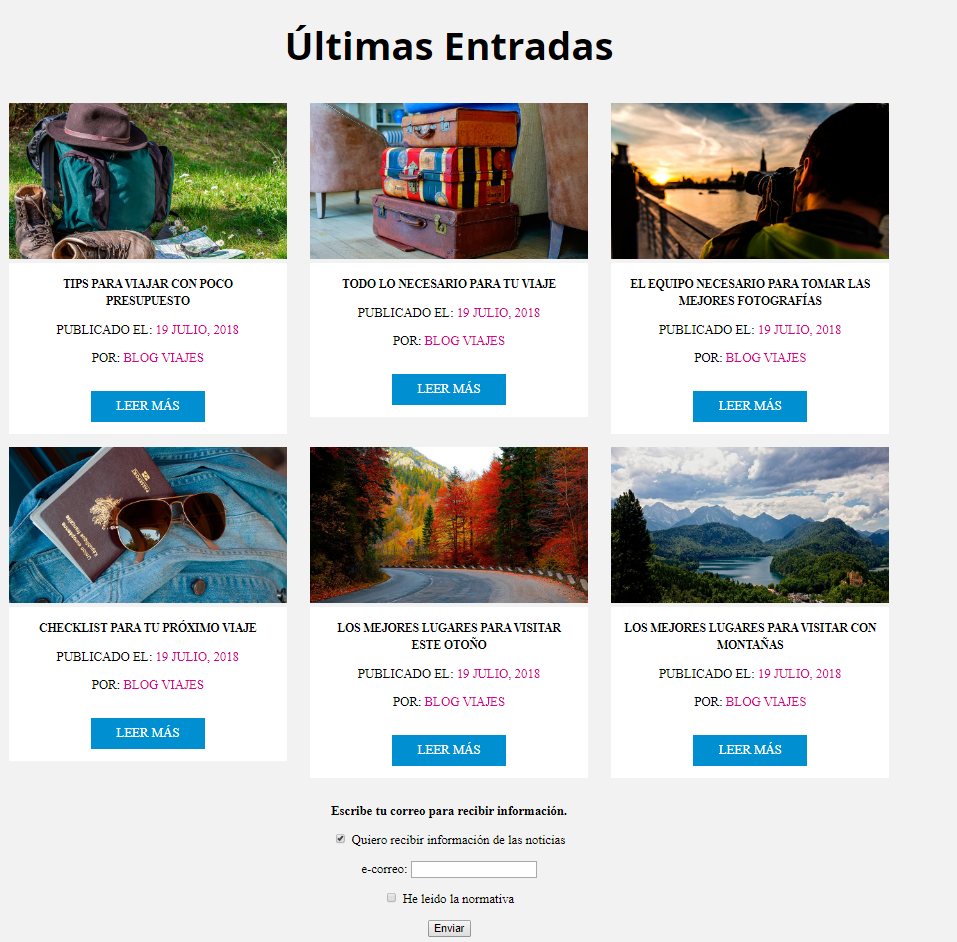 Últimas Entradas
TIPS PARA VIAJAR CON POCO
PRESUPUESTO
PUBLICADO EL: 19 JULIO, 2018
POR: BLOG VIAJES
LEER MÁS
TODO LO NECESARIO PARA TU VIAJE
PUBLICADO EL: 19 JULIO, 2018
POR: BLOG VIAJES
LEER MÁS
EL EQUIPO NECESARIO PARA TOMAR LAS
MEJORES FOTOGRAFÍAS
PUBLICADO EL: 19 JULIO, 2018
POR: BLOG VIAJES
LEER MÁS
Union européenne
République française
PASSEPORT
CHECKLIST PARA TU PRÓXIMO VIAJE
PUBLICADO EL: 19 JULIO, 2018
POR: BLOG VIAJES
LEER MÁS
LOS MEJORES LUGARES PARA VISITAR
ESTE OTOÑO
PUBLICADO EL: 19 JULIO, 2018
POR: BLOG VIAJES
LEER MÁS
LOS MEJORES LUGARES PARA VISITAR CON
MONTAÑAS
PUBLICADO EL: 19 JULIO, 2018
POR: BLOG VIAJES
LEER MÁS
Escribe tu correo para recibir información.
Quiero recibir información de las noticias
e-correo:
He leido la normativa
Enviar